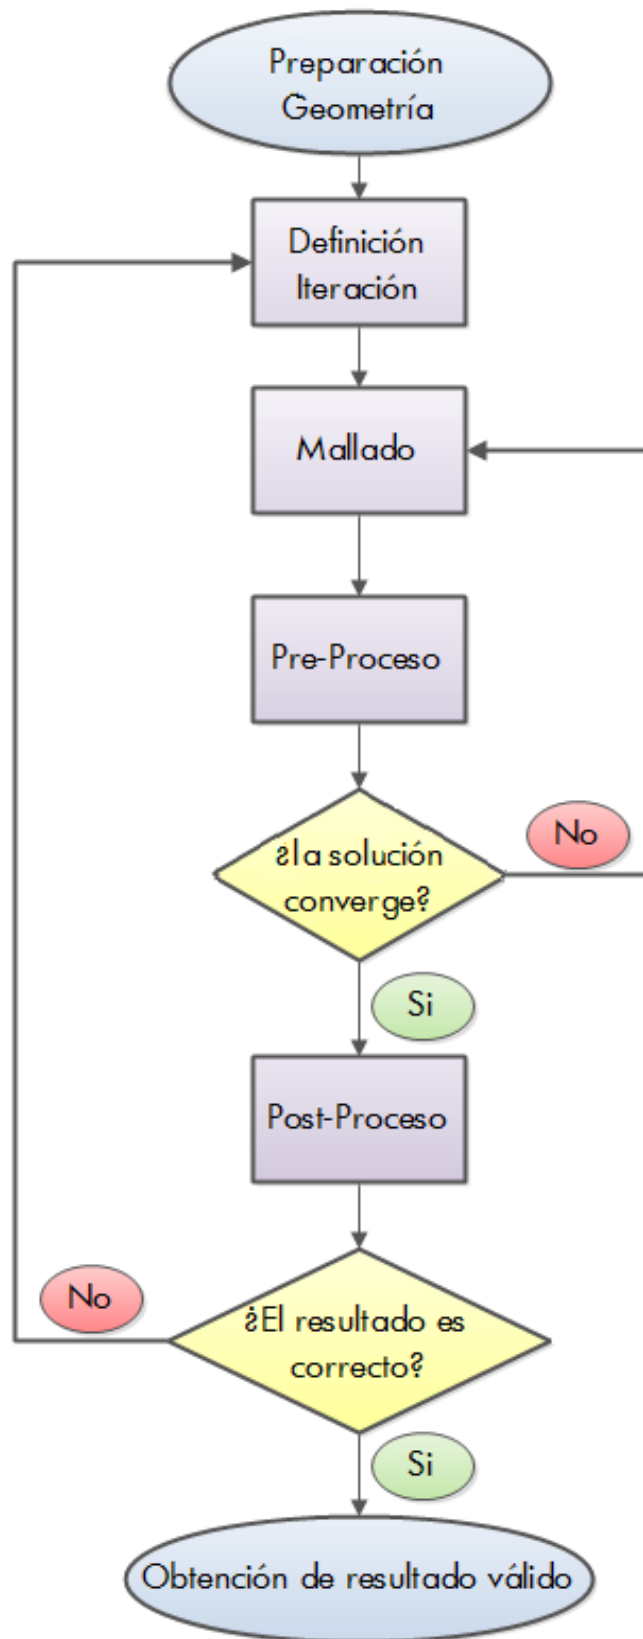 Preparación
Geometría
Definición
Iteración
Mallado
Pre-Proceso
¿la solución
converge?
No
Si
Post-Proceso
No
¿El resultado es
correcto?
Si
Obtención de resultado válido